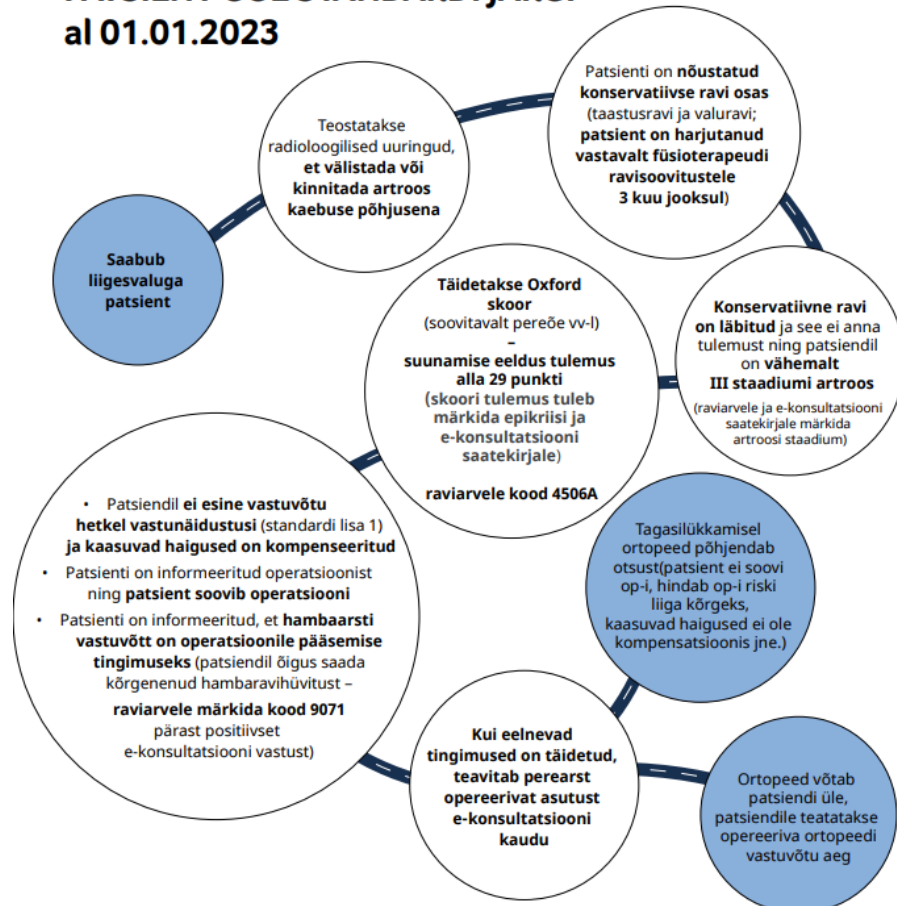 al 01.01.2023
Saabub
liigesvaluga
patsient
Teostatakse
radioloogilised uuringud,
et välistada või
kinnitada artroos
kaebuse põhjusena
Patsienti on nõustatud
konservatiivse ravi osas
(taastusravi ja valuravi;
patsient on harjutanud
vastavalt füsioterapeudi
ravisoovitustele
3 kuu jooksul)
Konservatiivne ravi
on läbitud ja see ei anna
tulemust ning patsiendil
on vähemalt
III staadiumi artroos
(raviarvele ja e-konsultatsiooni
saatekirjale märkida
artroosi staadium)
Täidetakse Oxford
skoor
(soovitavalt pereõe vv-l)
–
suunamise eeldus tulemus
alla 29 punkti
(skoori tulemus tuleb
märkida epikriisi ja
e-konsultatsiooni
saatekirjale)
raviarvele kood 4506A
• Patsiendil ei esine vastuvõtu
hetkel vastunäidustusi (standardi lisa 1)
ja kaasuvad haigused on kompenseeritud
• Patsienti on informeeritud operatsioonist
ning patsient soovib operatsiooni
• Patsienti on informeeritud, et hambaarsti
vastuvõtt on operatsioonile pääsemise
tingimuseks (patsiendil õigus saada
kõrgenenud hambaravihüvitust –
raviarvele märkida kood 9071
pärast positiivset
e-konsultatsiooni vastust)
Kui eelnevad
tingimused on täidetud,
teavitab perearst
opereerivat asutust
e-konsultatsiooni
kaudu
Tagasilükkamisel
ortopeed põhjendab
otsust(patsient ei soovi
op-i, hindab op-i riski
liiga kõrgeks,
kaasuvad haigused ei ole
kompensatsioonis jne.)
Ortopeed võtab
patsiendi üle,
patsiendile teatatakse
opereeriva ortopeedi
vastuvõtu aeg